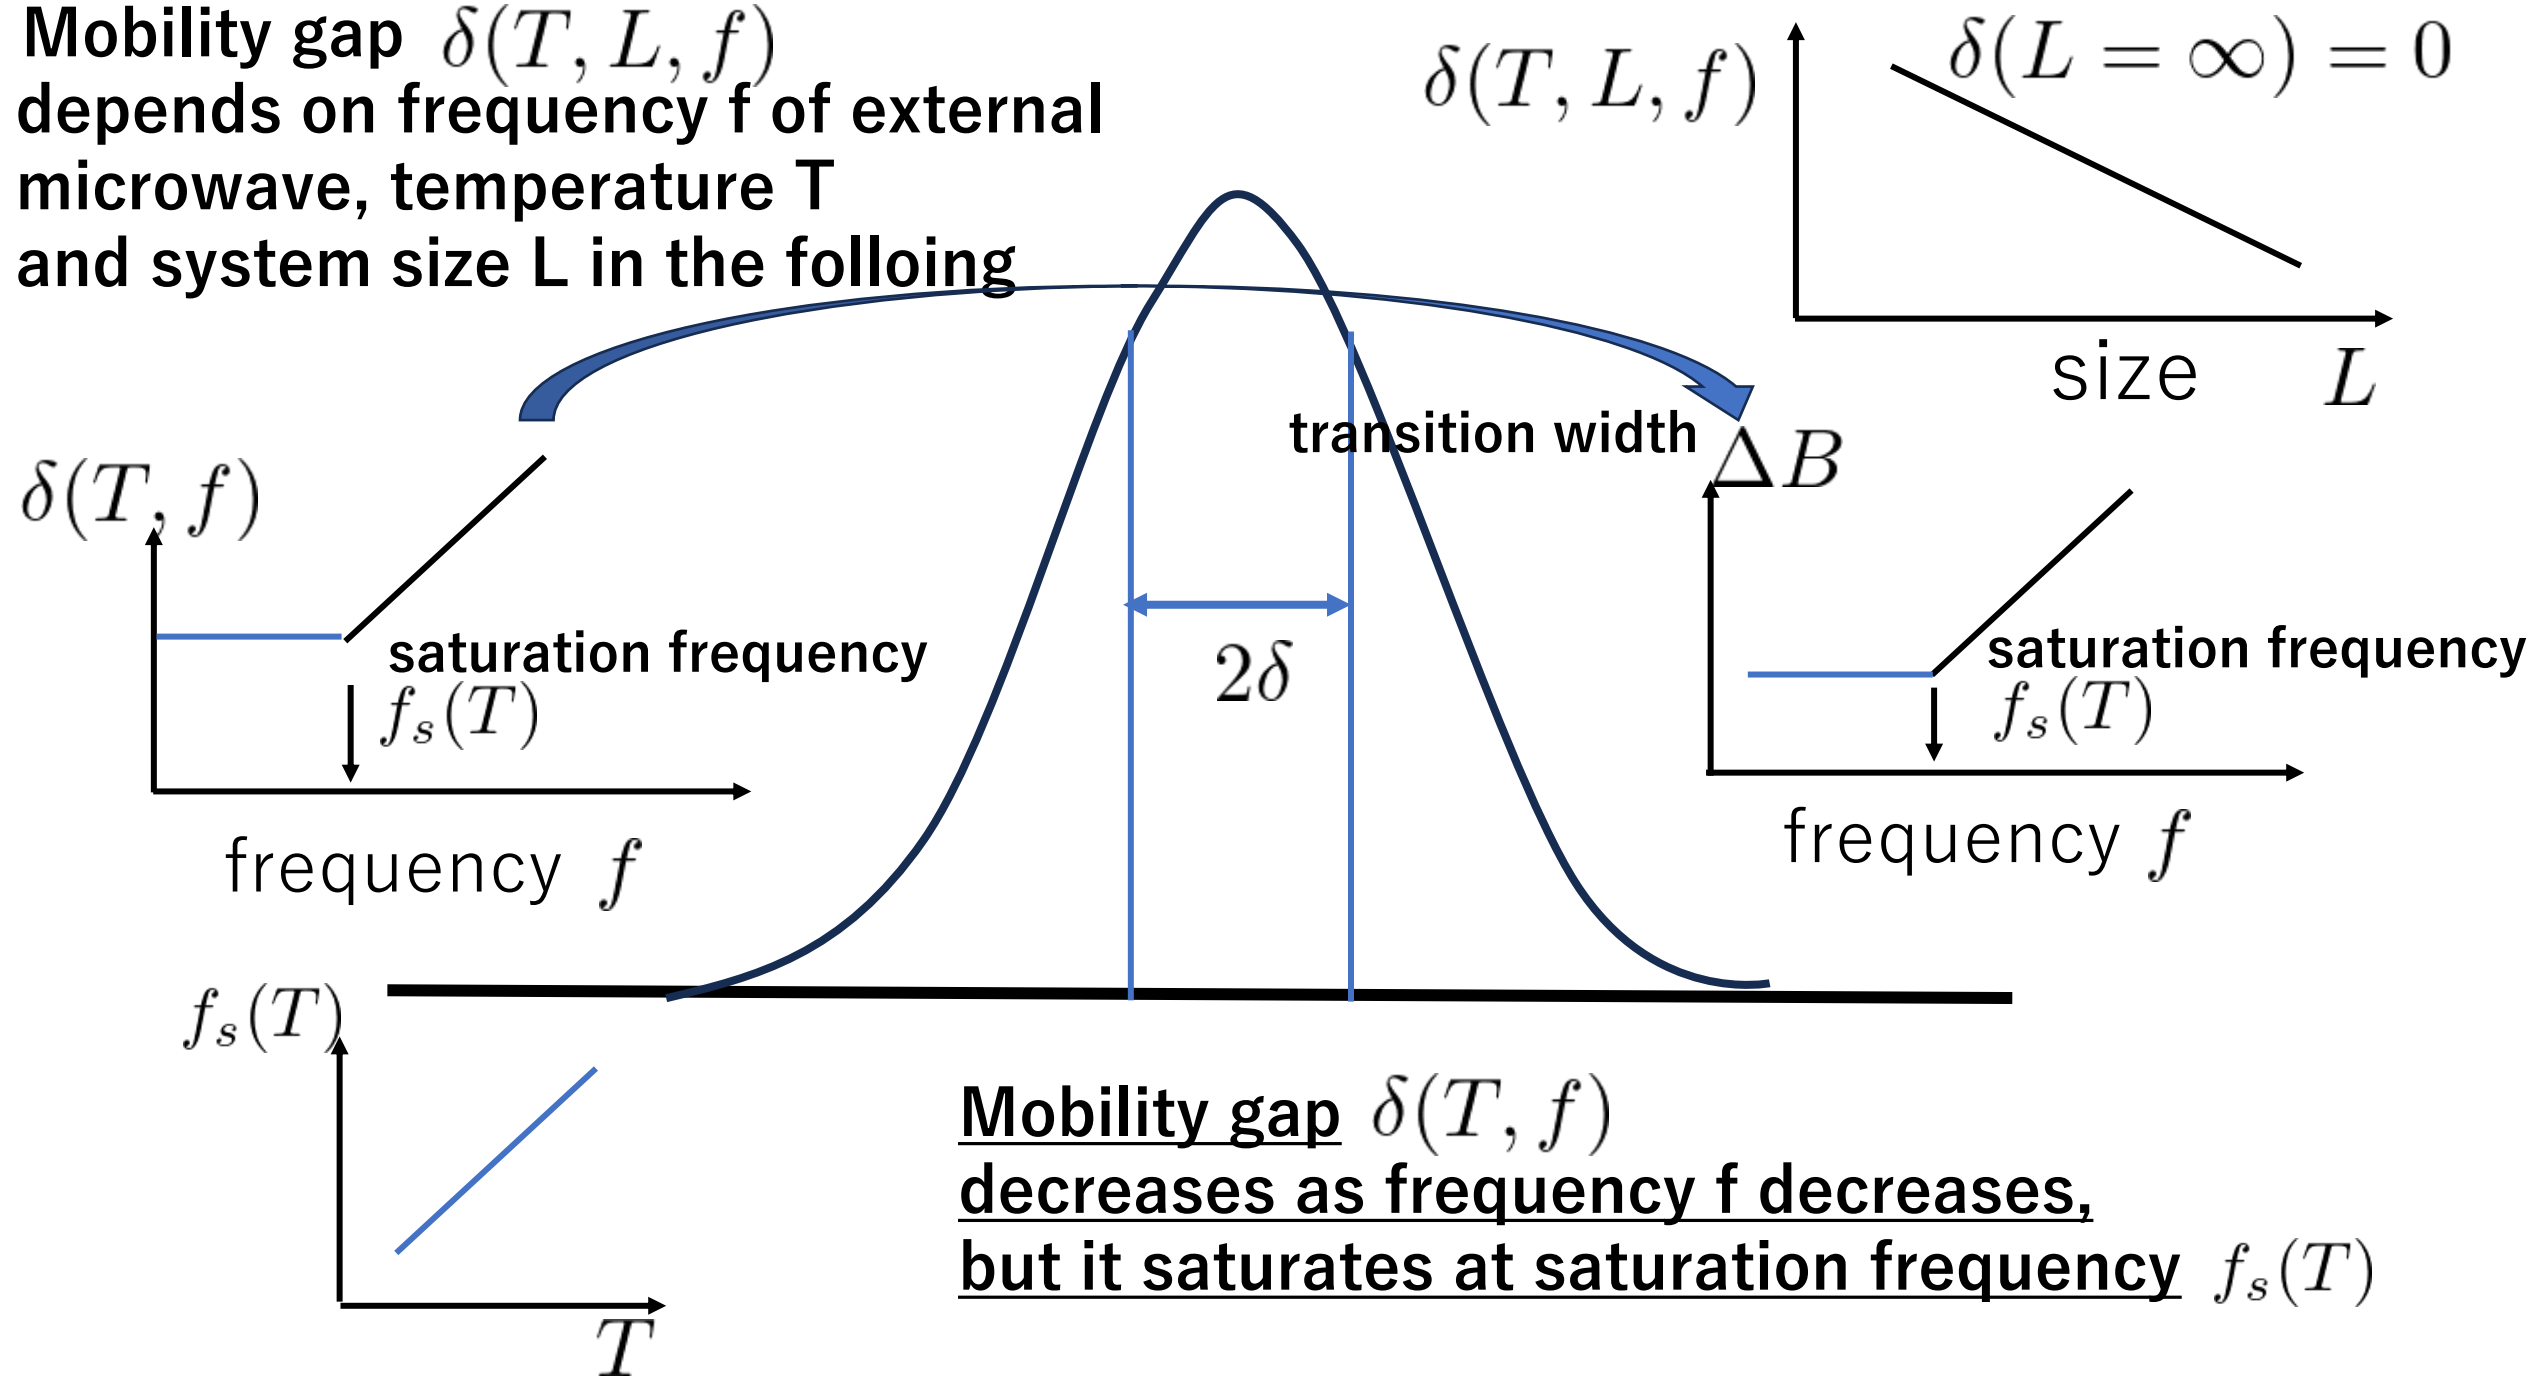 Mobility gap δ(T, L, f)
depends on frequency f of external
microwave, temperature T
and system size L in the folloing
δ(T, L, f)
δ(L = ∞) = 0
size L
δ(T, f)
saturation frequency
f_s(T)
frequency f
2δ
transition width
ΔB
saturation frequency
f_s(T)
frequency f
f_s(T)
T
Mobility gap δ(T, f)
decreases as frequency f decreases,
but it saturates at saturation frequency f_s(T)